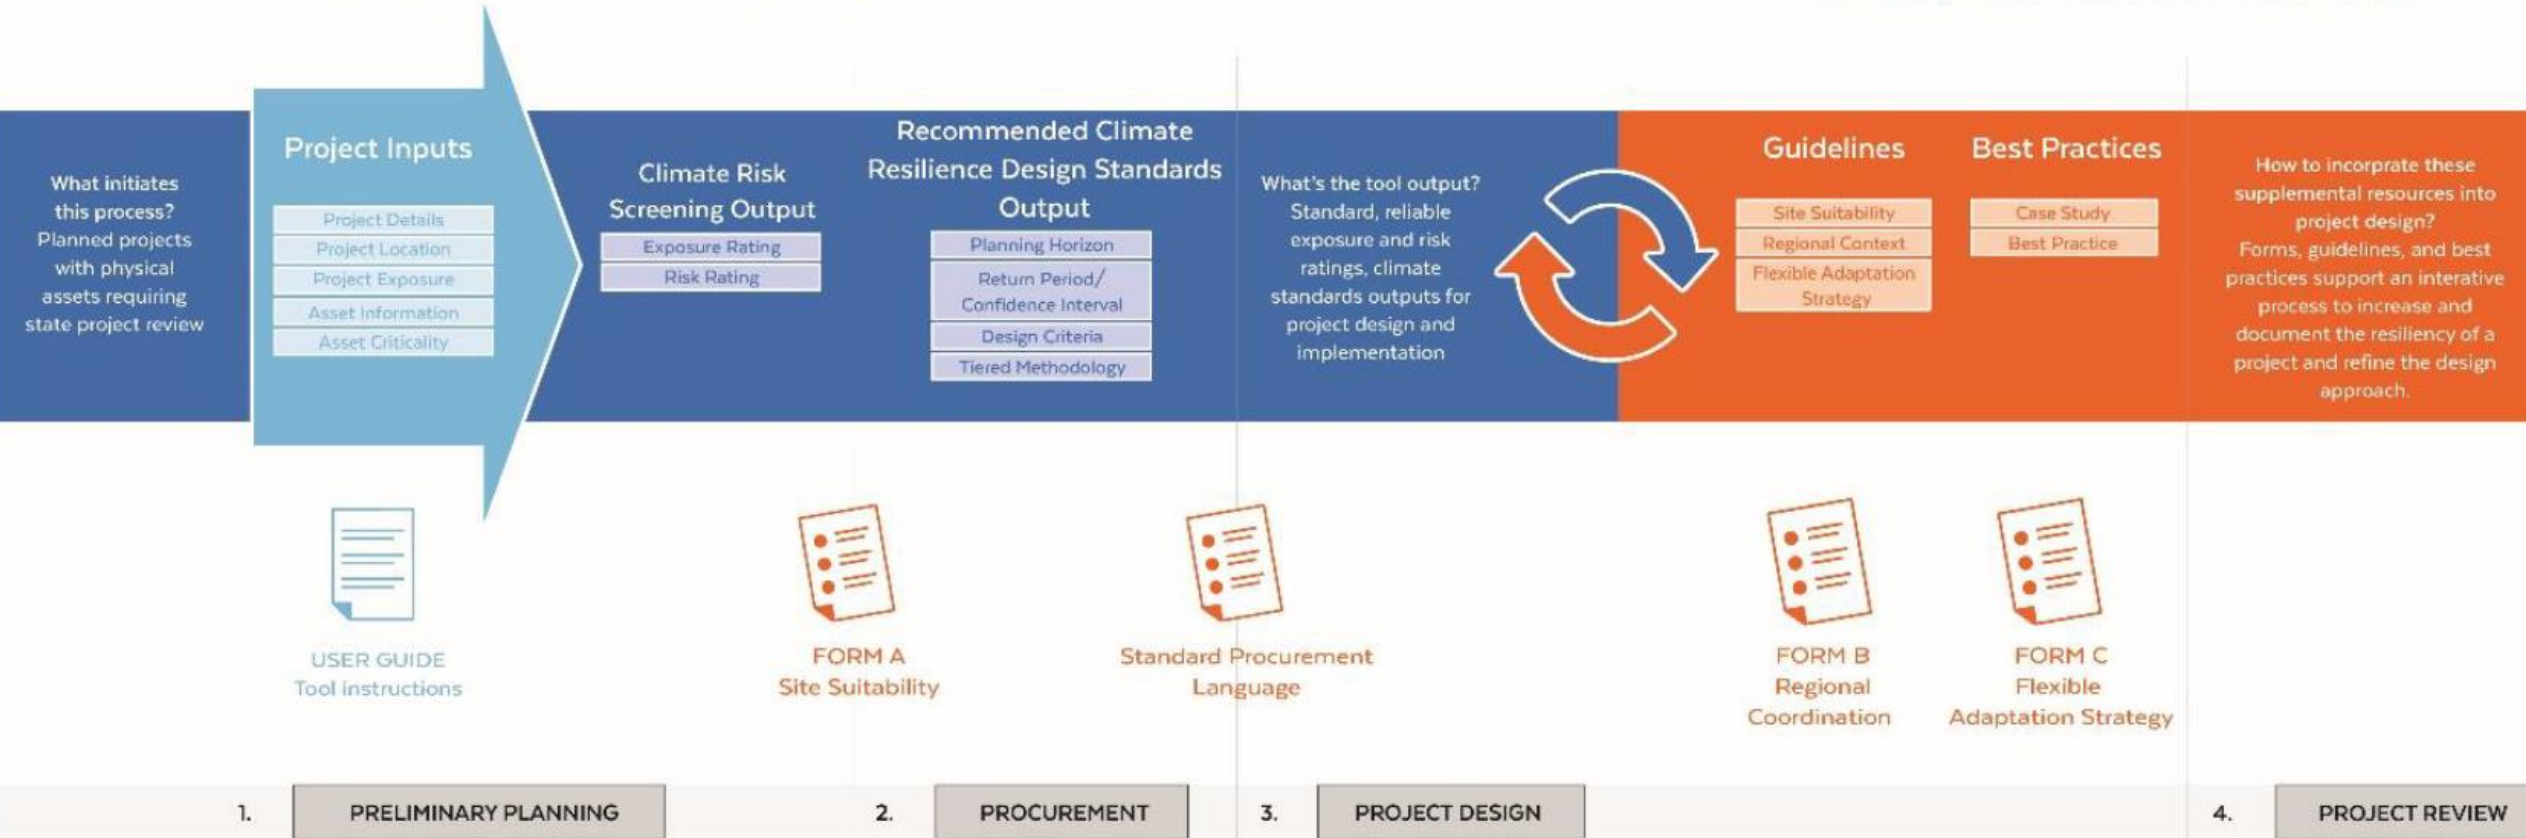 What initiates
this process?
Planned projects
with physical
assets requiring
state project review
Project Inputs
Project Details
Project Location
Project Exposure
Asset Information
Asset Criticality
Climate Risk
Screening Output
Exposure Rating
Risk Rating
Recommended Climate
Resilience Design Standards
Output
Planning Horizon
Return Period/
Confidence Interval
Design Criteria
Tiered Methodology
What's the tool output?
Standard, reliable
exposure and risk
ratings, climate
standards outputs for
project design and
implementation
Guidelines
Site Suitability
Regional Context
Flexible Adaptation
Strategy
Best Practices
Case Study
Best Practice
How to incorprate these
supplemental resources into
project design?
Forms, guidelines, and best
practices support an interative
process to increase and
document the resiliency of a
project and refine the design
approach.
USER GUIDE
Tool instructions
FORM A
Site Suitability
Standard Procurement
Language
FORM B
Regional
Coordination
FORM C
Flexible
Adaptation Strategy
1. PRELIMINARY PLANNING
2. PROCUREMENT
3. PROJECT DESIGN
4. PROJECT REVIEW